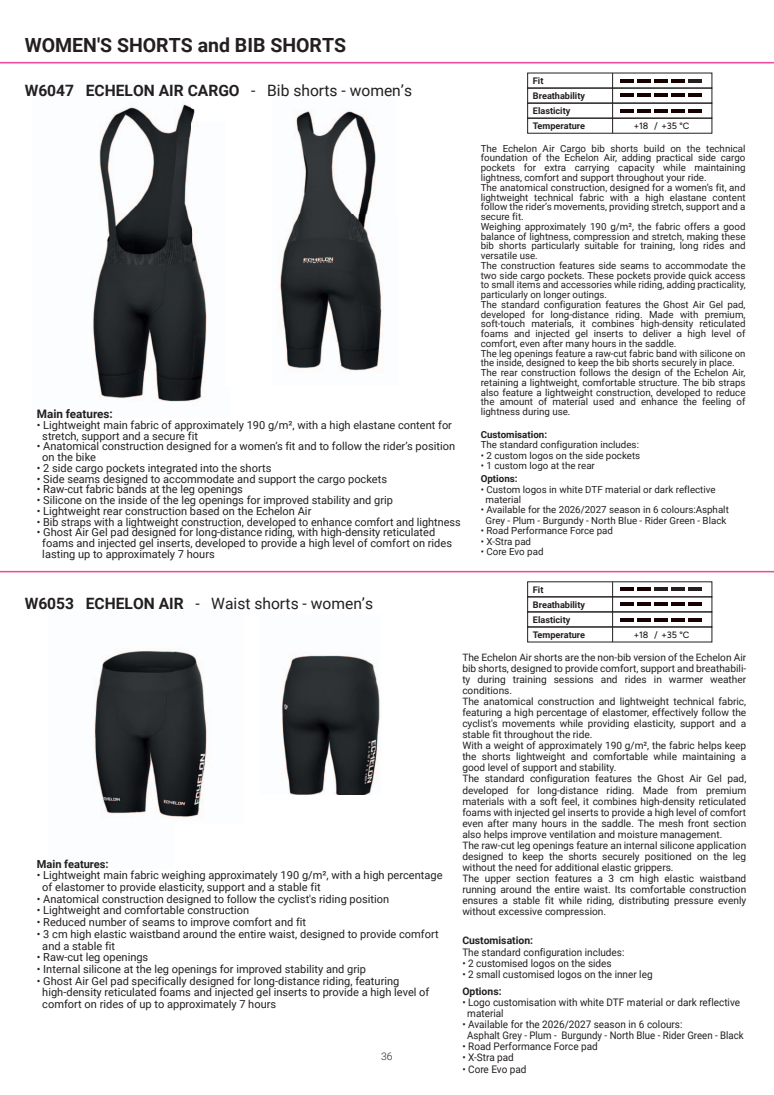 WOMEN'S SHORTS and BIB SHORTS
W6047 ECHELON AIR CARGO - Bib shorts - women’s
Fit
Breathability
Elasticity
Temperature +18 / +35 °C
The Echelon Air Cargo bib shorts build on the technical
foundation of the Echelon Air, adding practical side cargo
pockets for extra carrying capacity while maintaining
lightness, comfort and support throughout your ride.
The anatomical construction, designed for a women’s fit, and
lightweight technical fabric with a high elastane content
follow the rider’s movements, providing stretch, support and a
secure fit.
Weighing approximately 190 g/m², the fabric offers a good
balance of lightness, compression and stretch, making these
bib shorts particularly suitable for training, long rides and
versatile use.
The construction features side seams to accommodate the
two side cargo pockets. These pockets provide quick access
to small items and accessories while riding, adding practicality,
particularly on longer outings.
The standard configuration features the Ghost Air Gel pad,
developed for long-distance riding. Made with premium,
soft-touch materials, it combines high-density reticulated
foams and injected gel inserts to deliver a high level of
comfort, even after many hours in the saddle.
The leg openings feature a raw-cut fabric band with silicone on
the inside, designed to keep the bib shorts securely in place.
The rear construction follows the design of the Echelon Air,
retaining a lightweight, comfortable structure. The bib straps
also feature a lightweight construction, developed to reduce
the amount of material used and enhance the feeling of
lightness during use.
ECHELON
Main features:
• Lightweight main fabric of approximately 190 g/m², with a high elastane content for
stretch, support and a secure fit
• Anatomical construction designed for a women’s fit and to follow the rider’s position
on the bike
• 2 side cargo pockets integrated into the shorts
• Side seams designed to accommodate and support the cargo pockets
• Raw-cut fabric bands at the leg openings
• Silicone on the inside of the leg openings for improved stability and grip
• Lightweight rear construction based on the Echelon Air
• Bib straps with a lightweight construction, developed to enhance comfort and lightness
• Ghost Air Gel pad designed for long-distance riding, with high-density reticulated
foams and injected gel inserts, developed to provide a high level of comfort on rides
lasting up to approximately 7 hours
Customisation:
The standard configuration includes:
• 2 custom logos on the side pockets
• 1 custom logo at the rear
Options:
• Custom logos in white DTF material or dark reflective
material
• Available for the 2026/2027 season in 6 colours:Asphalt
Grey - Plum - Burgundy - North Blue - Rider Green - Black
• Road Performance Force pad
• X-Stra pad
• Core Evo pad
W6053 ECHELON AIR - Waist shorts - women’s
Fit
Breathability
Elasticity
Temperature +18 / +35 °C
The Echelon Air shorts are the non-bib version of the Echelon Air
bib shorts, designed to provide comfort, support and breathabili-
ty during training sessions and rides in warmer weather
conditions.
The anatomical construction and lightweight technical fabric,
featuring a high percentage of elastomer, effectively follow the
cyclist's movements while providing elasticity, support and a
stable fit throughout the ride.
With a weight of approximately 190 g/m², the fabric helps keep
the shorts lightweight and comfortable while maintaining a
good level of support and stability.
The standard configuration features the Ghost Air Gel pad,
developed for long-distance riding. Made from premium
materials with a soft feel, it combines high-density reticulated
foams with injected gel inserts to provide a high level of comfort
even after many hours in the saddle. The mesh front section
also helps improve ventilation and moisture management.
The raw-cut leg openings feature an internal silicone application
designed to keep the shorts securely positioned on the leg
without the need for additional elastic grippers.
The upper section features a 3 cm high elastic waistband
running around the entire waist. Its comfortable construction
ensures a stable fit while riding, distributing pressure evenly
without excessive compression.
ECHELON
ECHELON
ECHELON
Main features:
• Lightweight main fabric weighing approximately 190 g/m², with a high percentage
of elastomer to provide elasticity, support and a stable fit
• Anatomical construction designed to follow the cyclist's riding position
• Lightweight and comfortable construction
• Reduced number of seams to improve comfort and fit
• 3 cm high elastic waistband around the entire waist, designed to provide comfort
and a stable fit
• Raw-cut leg openings
• Internal silicone at the leg openings for improved stability and grip
• Ghost Air Gel pad specifically designed for long-distance riding, featuring
high-density reticulated foams and injected gel inserts to provide a high level of
comfort on rides of up to approximately 7 hours
Customisation:
The standard configuration includes:
• 2 customised logos on the sides
• 2 small customised logos on the inner leg
Options:
• Logo customisation with white DTF material or dark reflective
material
• Available for the 2026/2027 season in 6 colours:
Asphalt Grey - Plum - Burgundy - North Blue - Rider Green - Black
• Road Performance Force pad
• X-Stra pad
• Core Evo pad
36